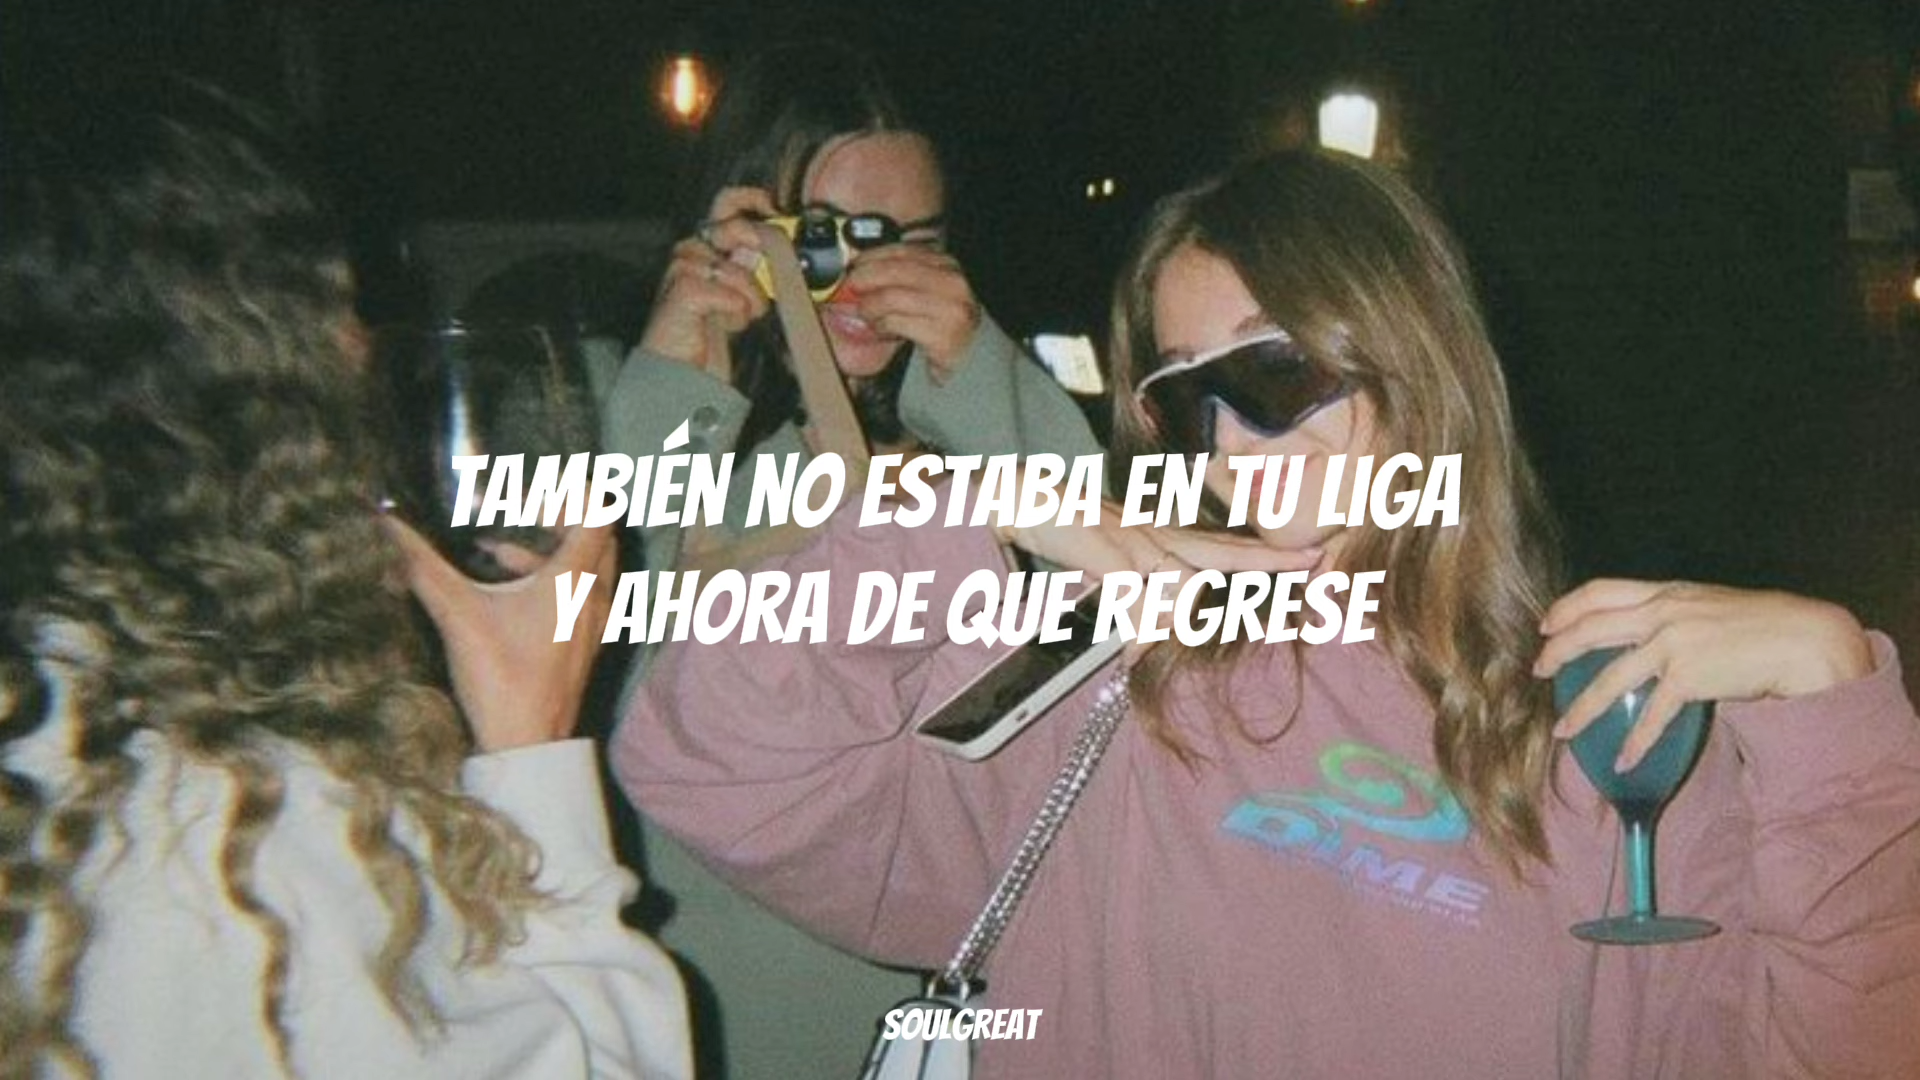 TAMBIÉN NO ESTABA EN TU LIGA
Y AHORA DE QUE REGRESE
DIME
SOULGREAT